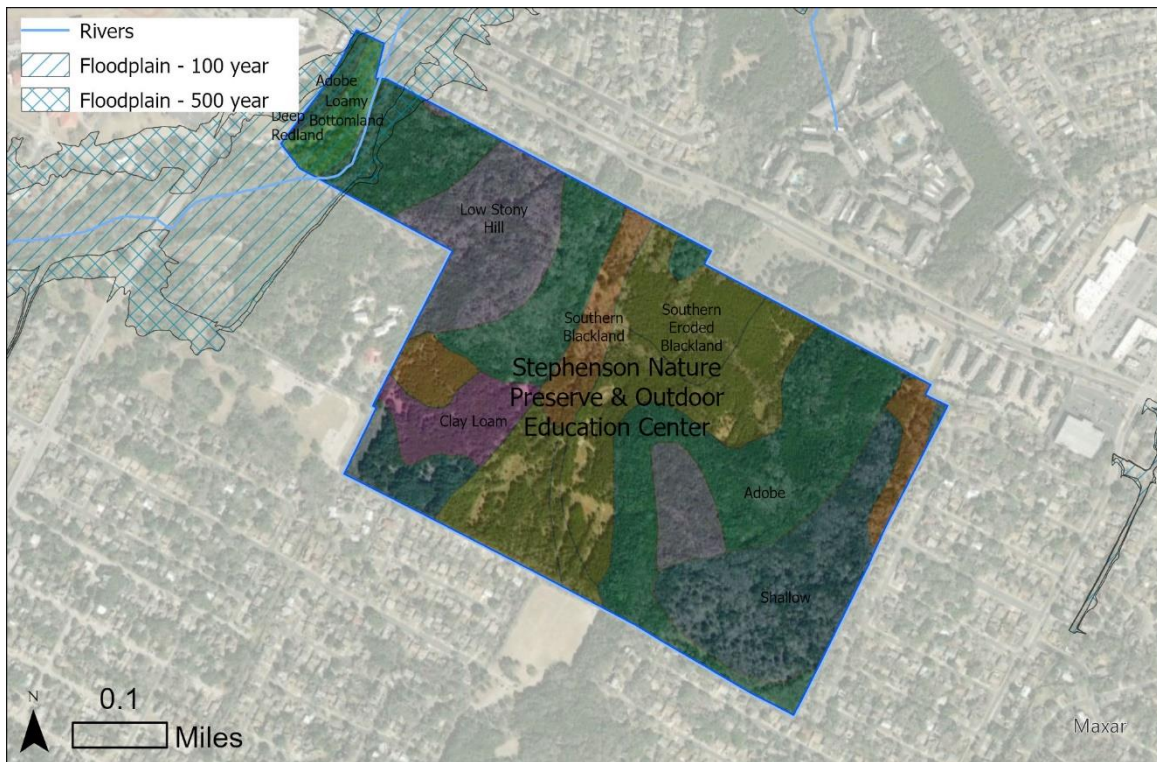 Rivers
Floodplain - 100 year
Floodplain - 500 year
Adobe
Loamy
Bottomland
Deep
Redland
Low Stony
Hill
Southern
Blackland
Southern
Eroded
Blackland
Stephenson Nature
Preserve & Outdoor
Education Center
Clay Loam
Adobe
Shallow
N
0.1
Miles
Maxar